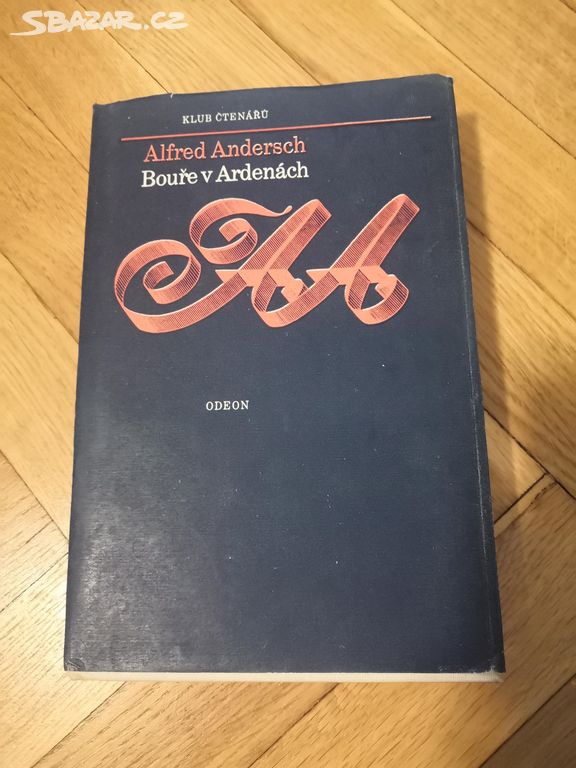 SBAZAR.CZ
KLUB ČTENÁŘŮ
Alfred Andersch
Bouře v Ardenách
AA
ODEON